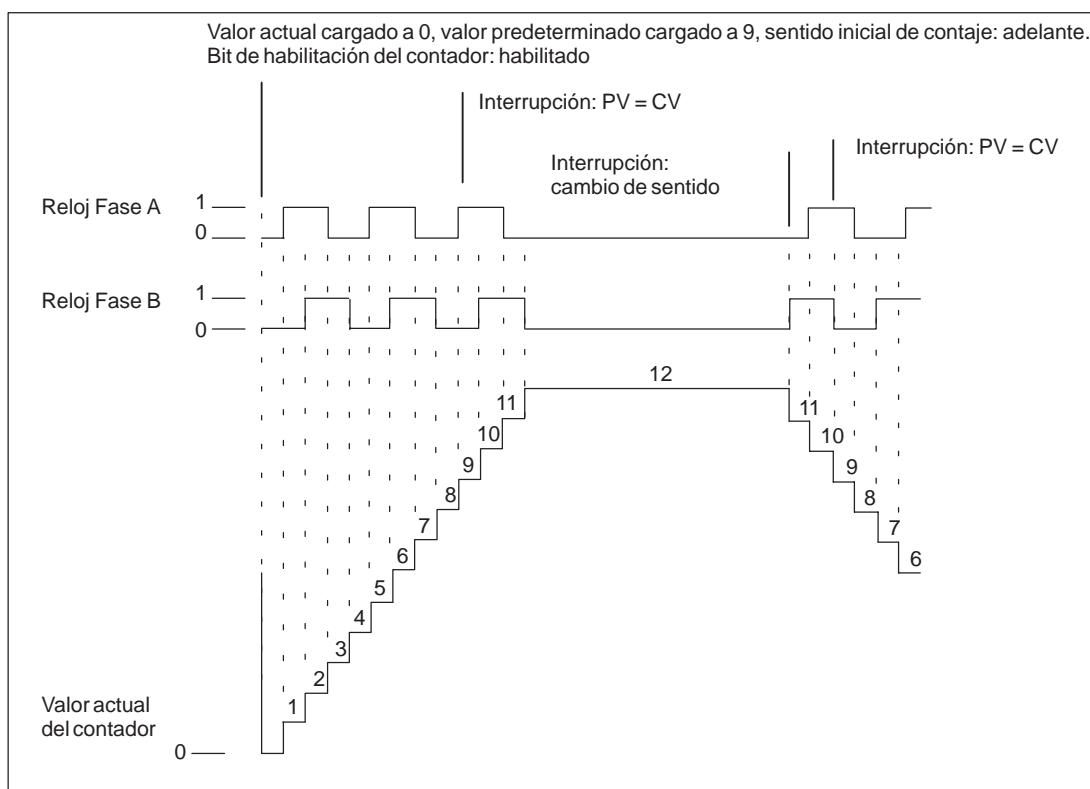 Valor actual cargado a 0, valor predeterminado cargado a 9, sentido inicial de contaje: adelante.
Bit de habilitación del contador: habilitado
Interrupción: PV = CV
Interrupción: PV = CV
Interrupción:
cambio de sentido
Reloj Fase A
1
0
Reloj Fase B
1
0
12
11
11
10
10
9
9
8
8
7
7
6
6
5
4
3
2
1
Valor actual
del contador
0